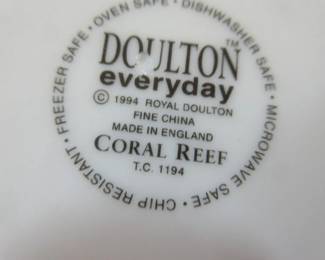 FREEZER SAFE • OVEN SAFE • DISHWASHER SAFE • MICROWAVE SAFE • CHIP RESISTANT •
DOULTON™
everyday
© 1994 ROYAL DOULTON
FINE CHINA
MADE IN ENGLAND
CORAL REEF
T.C. 1194